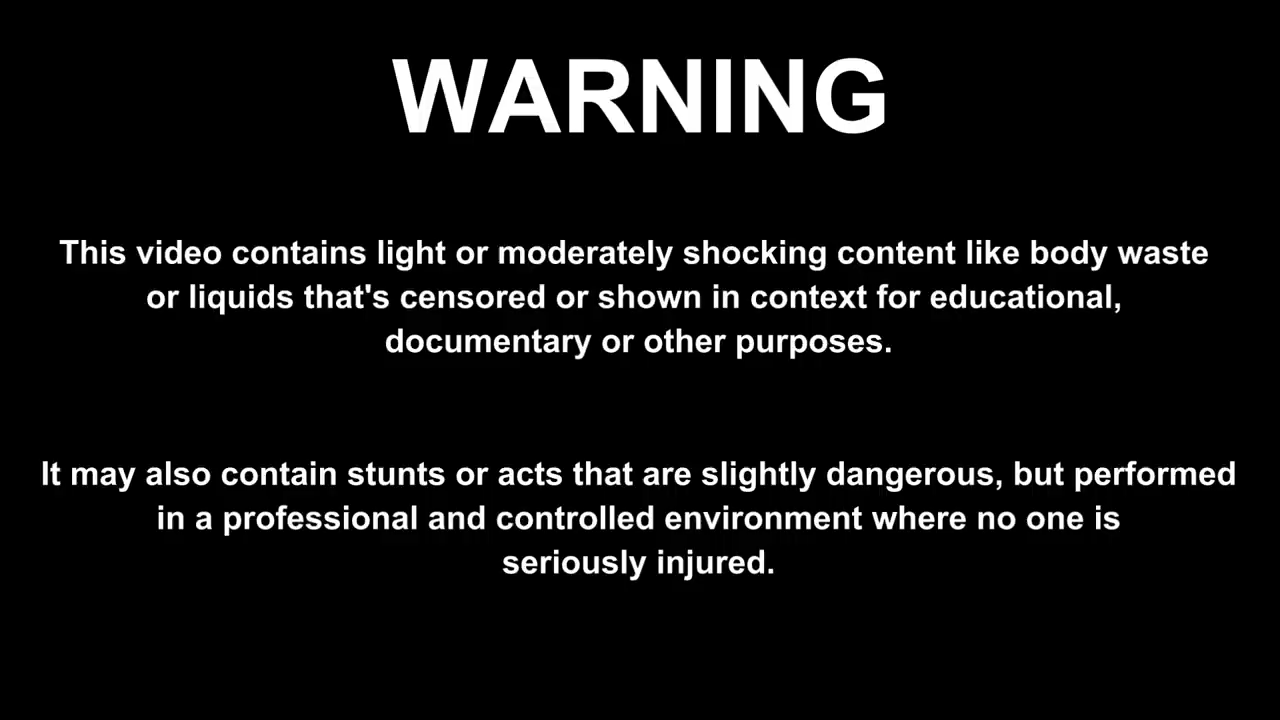 WARNING
This video contains light or moderately shocking content like body waste
or liquids that's censored or shown in context for educational,
documentary or other purposes.
It may also contain stunts or acts that are slightly dangerous, but performed
in a professional and controlled environment where no one is
seriously injured.